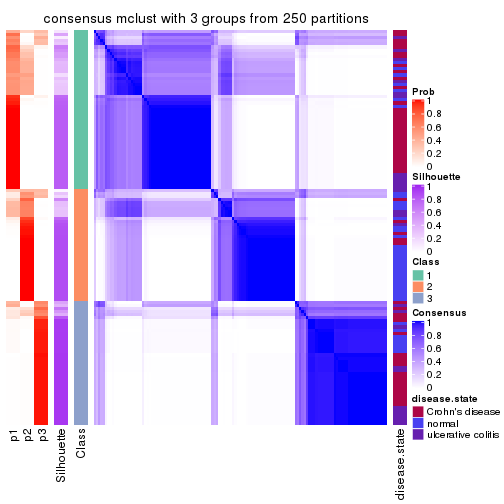 consensus mclust with 3 groups from 250 partitions
Prob
1
0.8
0.6
0.4
0.2
0
Silhouette
1
0.8
0.6
0.4
0.2
0
Class
1
2
3
Consensus
1
0.8
0.6
0.4
0.2
0
disease.state
Crohn's disease
normal
ulcerative colitis
p1
p2
p3
Silhouette
Class
disease.state